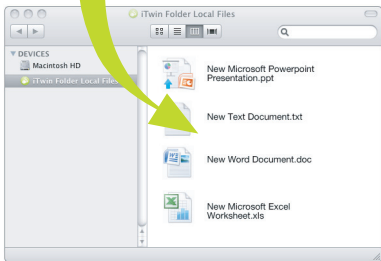 iTwin Folder Local Files
DEVICES
Macintosh HD
iTwin Folder Local Files
New Microsoft Powerpoint
Presentation.ppt
New Text Document.txt
New Word Document.doc
New Microsoft Excel
Worksheet.xls